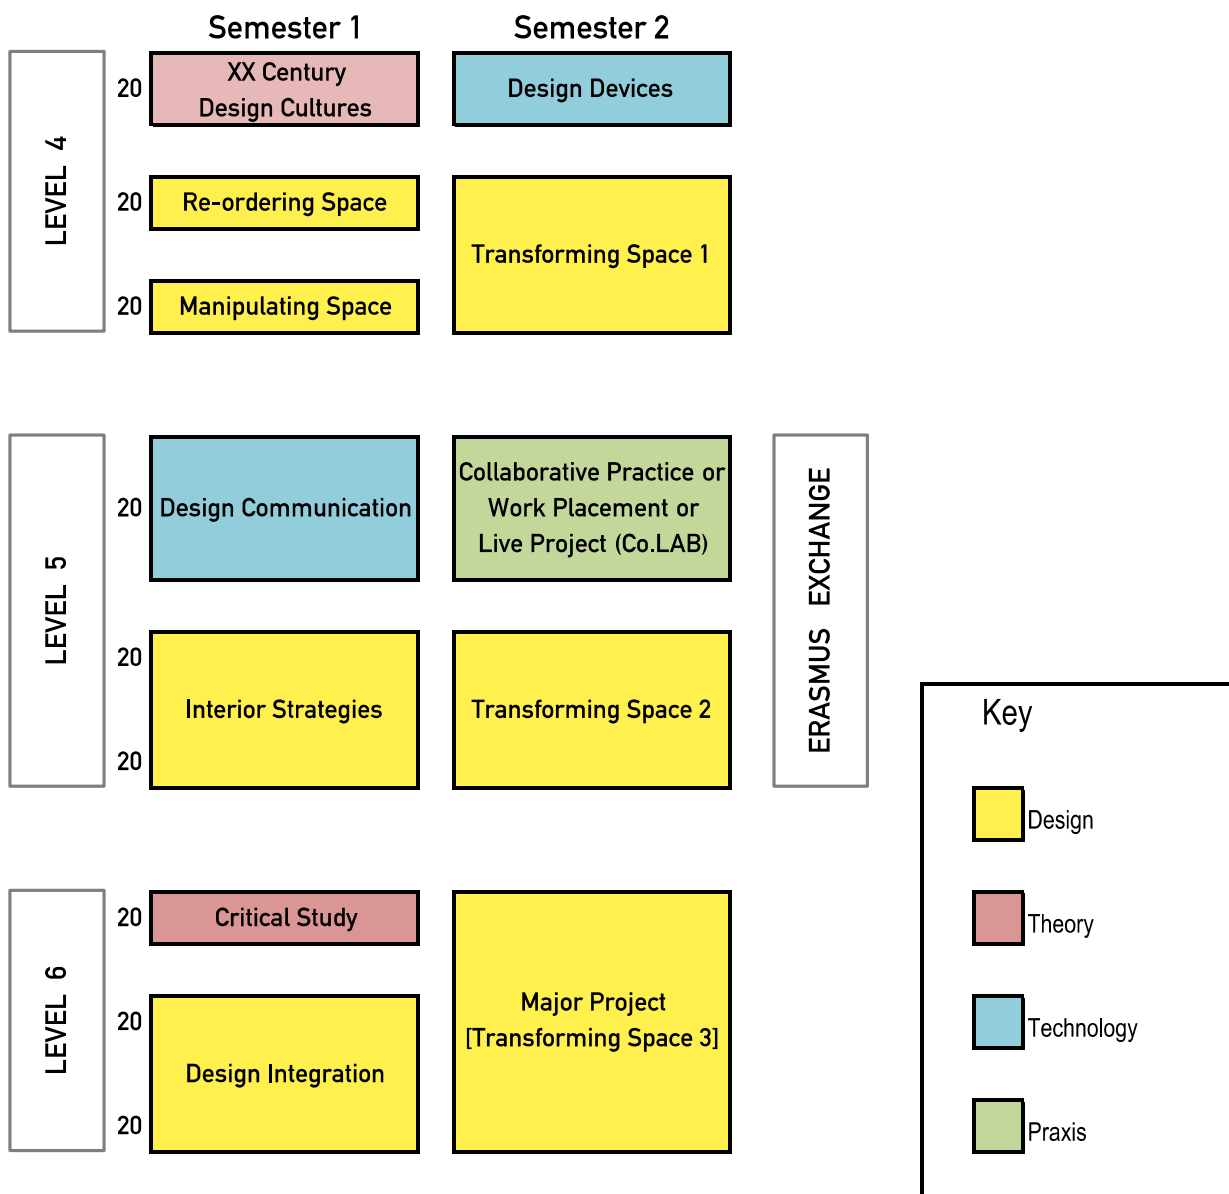 Semester 1
Semester 2
LEVEL 4
20
XX Century
Design Cultures
Design Devices
20
Re-ordering Space
Transforming Space 1
20
Manipulating Space
LEVEL 5
20
Design Communication
Collaborative Practice or
Work Placement or
Live Project (Co.LAB)
20
Interior Strategies
Transforming Space 2
20
ERASMUS EXCHANGE
LEVEL 6
20
Critical Study
20
Design Integration
20
Major Project
[Transforming Space 3]
Key
Design
Theory
Technology
Praxis